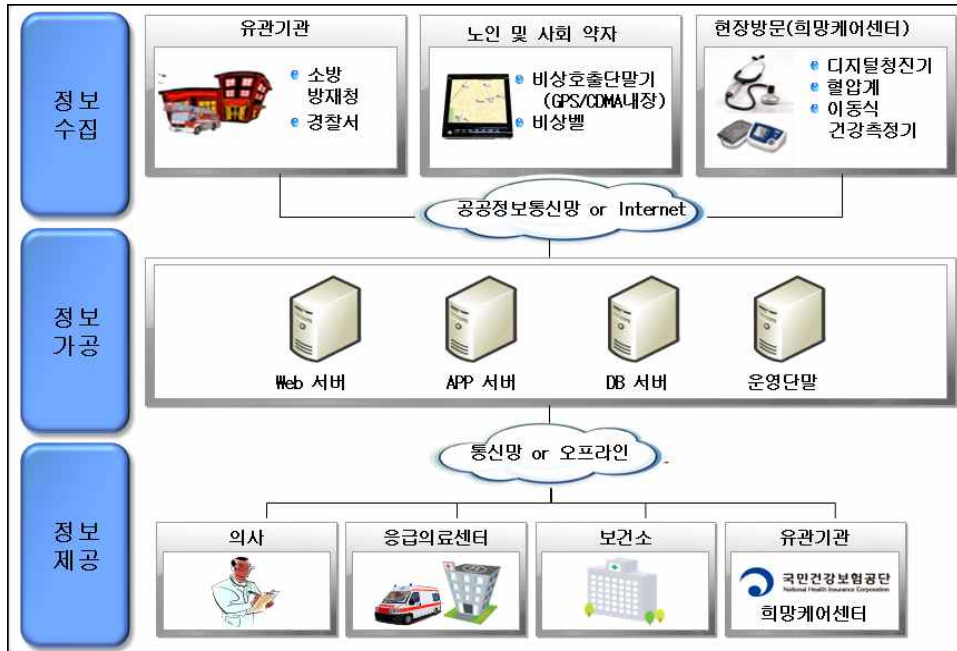 정보
수집
유관기관
소방
방재청
경찰서
노인 및 사회 약자
비상호출단말기
(GPS/CDMA내장)
비상벨
현장방문(희망케어센터)
디지털청진기
혈압계
이동식
건강측정기
공공정보통신망 or Internet
정보
가공
Web 서버
APP 서버
DB 서버
운영단말
통신망 or 오프라인
정보
제공
의사
응급의료센터
보건소
유관기관
국민건강보험공단
National Health Insurance Corporation
희망케어센터